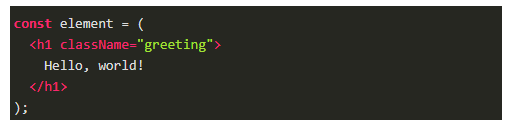 const element = (
  <h1 className="greeting">
    Hello, world!
  </h1>
);